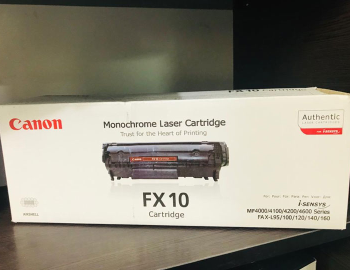 Canon
Monochrome Laser Cartridge
Trust for the Heart of Printing
Authentic
FX10
Cartridge
i-SENSYS
MF4000/4100/4200/4600 Series
FAX-L95/100/120/140/160